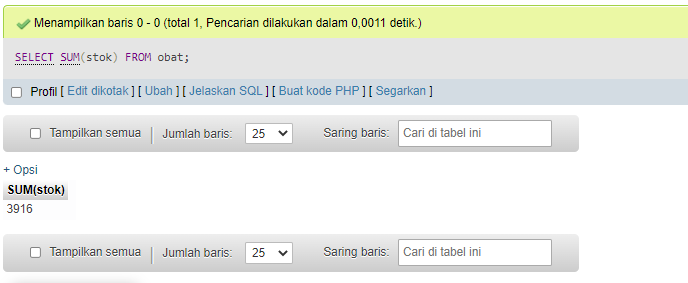 Menampilkan baris 0 - 0 (total 1, Pencarian dilakukan dalam 0,0011 detik.)
SELECT SUM(stok) FROM obat;
Profil [ Edit dikotak ] [ Ubah ] [ Jelaskan SQL ] [ Buat kode PHP ] [ Segarkan ]
Tampilkan semua | Jumlah baris: 25 Saring baris: Cari di tabel ini
+ Opsi
SUM(stok)
3916
Tampilkan semua | Jumlah baris: 25 Saring baris: Cari di tabel ini